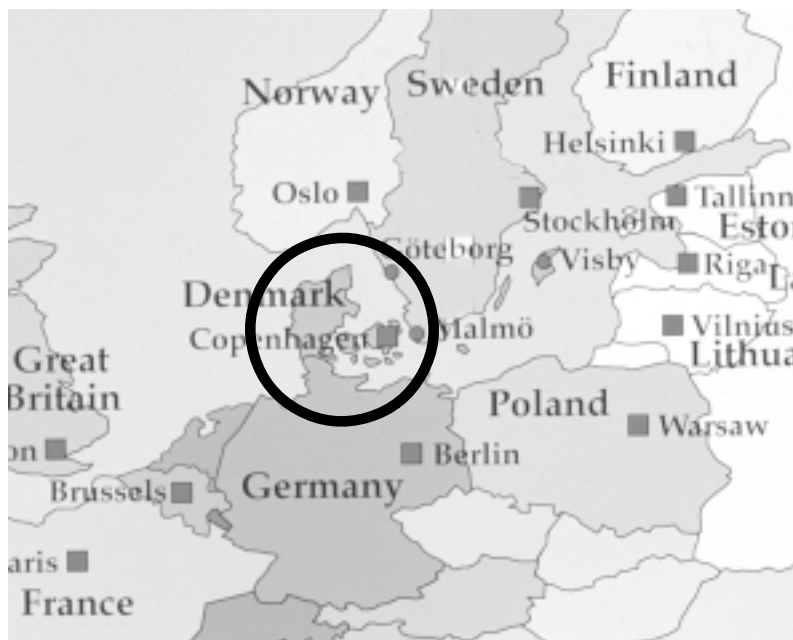 Finland
Sweden
Norway
Helsinki
Oslo
Tallinn
Stockholm
Göteborg
Visby
Riga
Denmark
Copenhagen
Malmö
Vilnius
Great
Britain
Poland
Warsaw
Berlin
Germany
Brussels
France